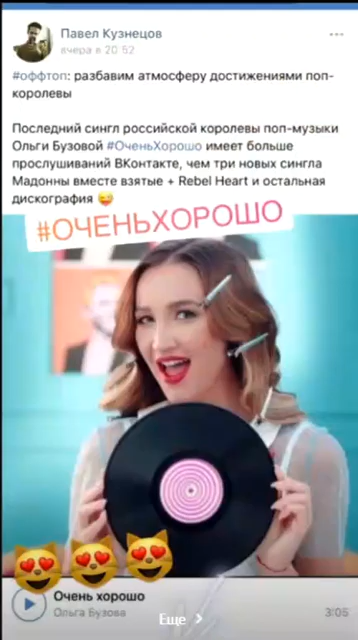 Павел Кузнецов
вчера в 20:52
#оффтоп: разбавим атмосферу достижениями поп-
королевы
Последний сингл российской королевы поп-музыки
Ольги Бузовой #ОченьХорошо имеет больше
прослушиваний ВКонтакте, чем три новых сингла
Мадонны вместе взятые + Rebel Heart и остальная
дискография
#ОЧЕНЬХОРОШО
Очень хорошо
Ольга Бузова
Еще
3:05